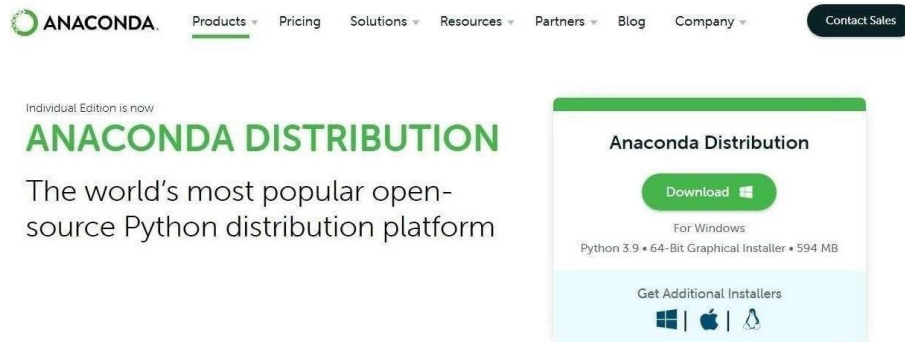 ANACONDA.
Products Pricing Solutions Resources Partners Blog Company
Contact Sales
Individual Edition is now
ANACONDA DISTRIBUTION
The world's most popular open-
source Python distribution platform
Anaconda Distribution
Download
For Windows
Python 3.9 • 64-Bit Graphical Installer • 594 MB
Get Additional Installers
| |